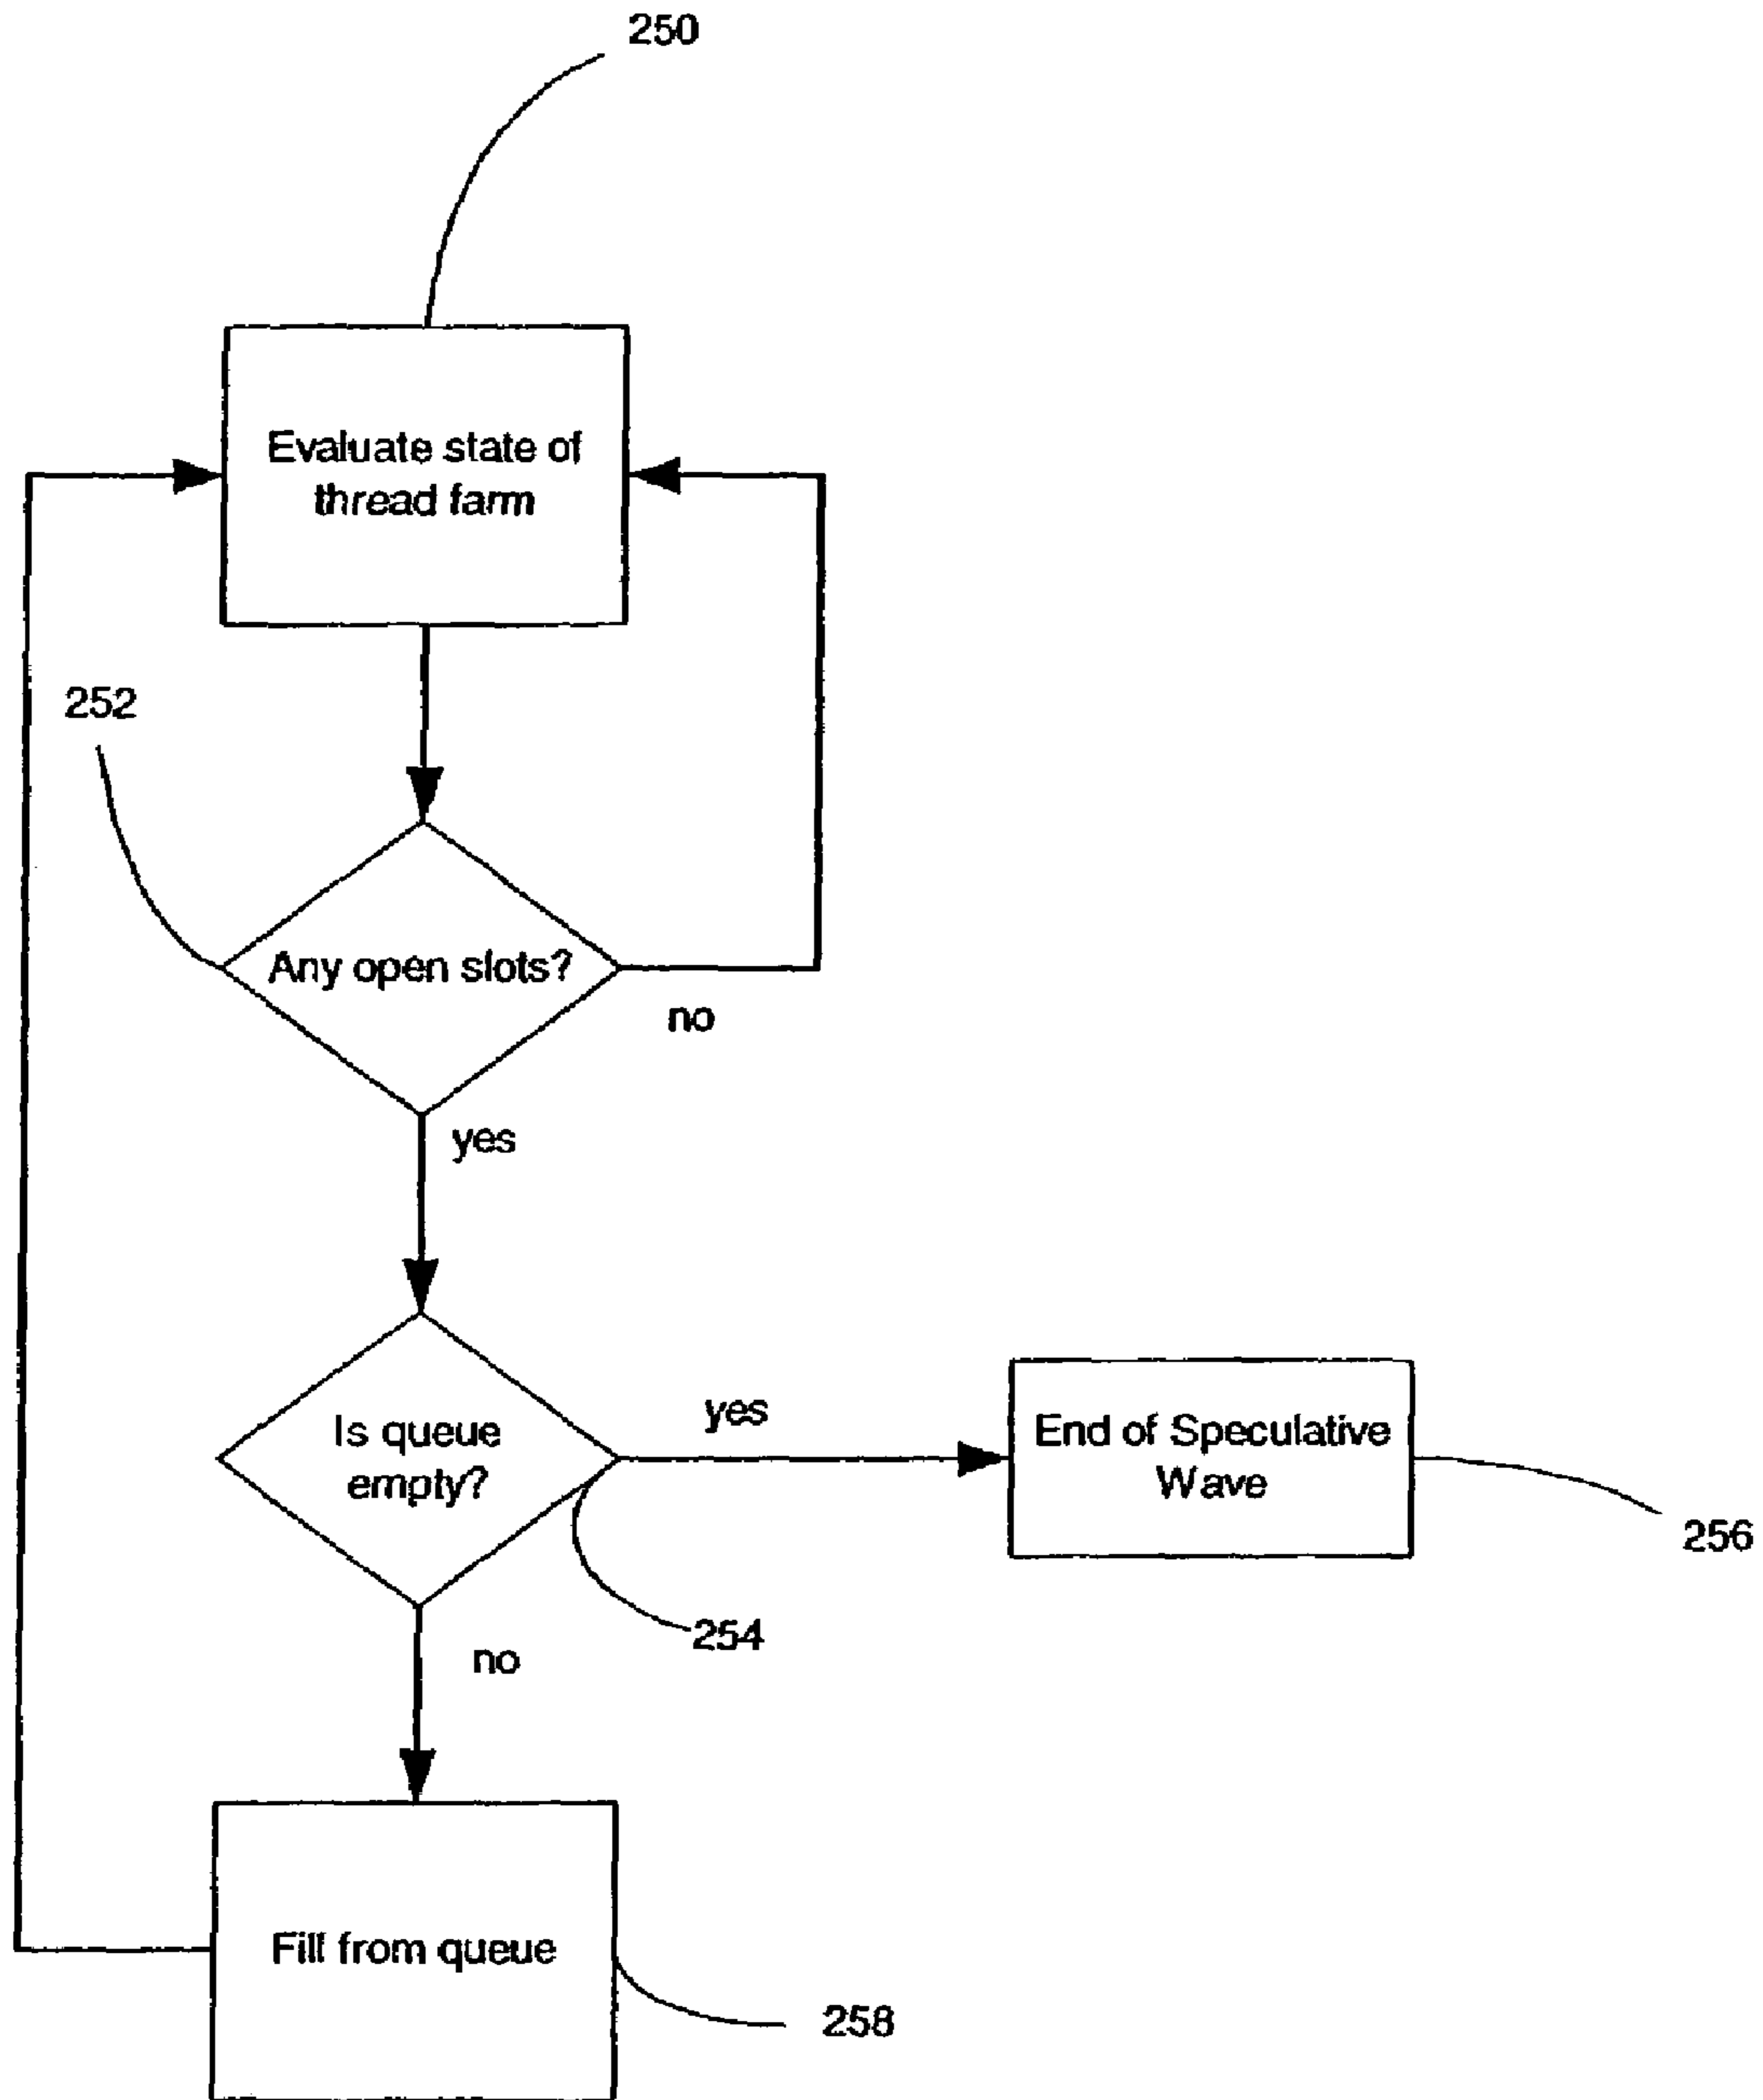 250
Evaluate state of
thread farm
252
Any open slots?
no
yes
Is queue
empty?
yes
End of Speculative
Wave
256
254
no
Fill from queue
258